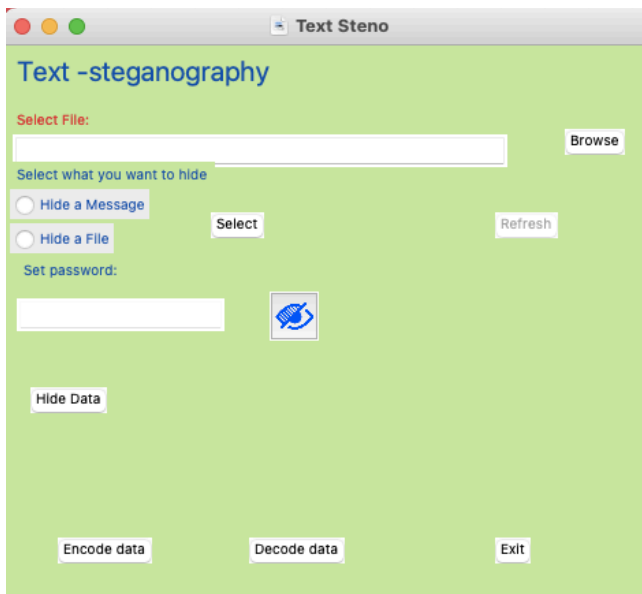 Text Steno
Text -steganography
Select File:
Browse
Select what you want to hide
Hide a Message
Select
Refresh
Hide a File
Set password:
Hide Data
Encode data
Decode data
Exit